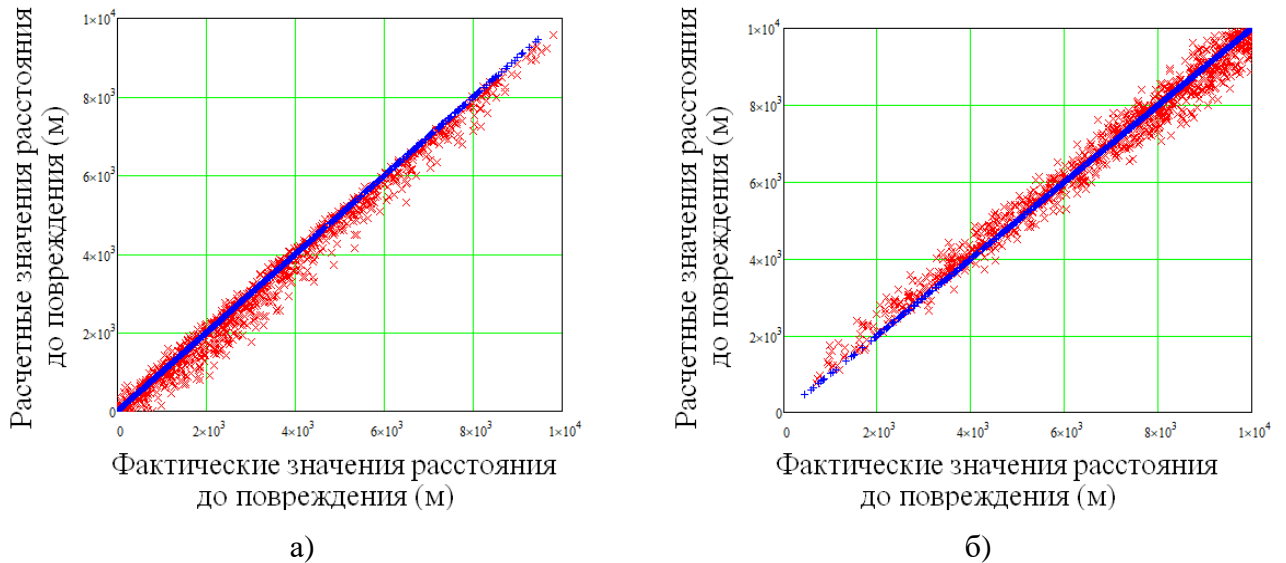 Расчетные значения расстояния
до повреждения (м)
1×10⁴
8×10³
6×10³
4×10³
2×10³
0
0
2×10³
4×10³
6×10³
8×10³
1×10⁴
Фактические значения расстояния
до повреждения (м)
а)
Расчетные значения расстояния
до повреждения (м)
1×10⁴
8×10³
6×10³
4×10³
2×10³
0
0
2×10³
4×10³
6×10³
8×10³
1×10⁴
Фактические значения расстояния
до повреждения (м)
б)